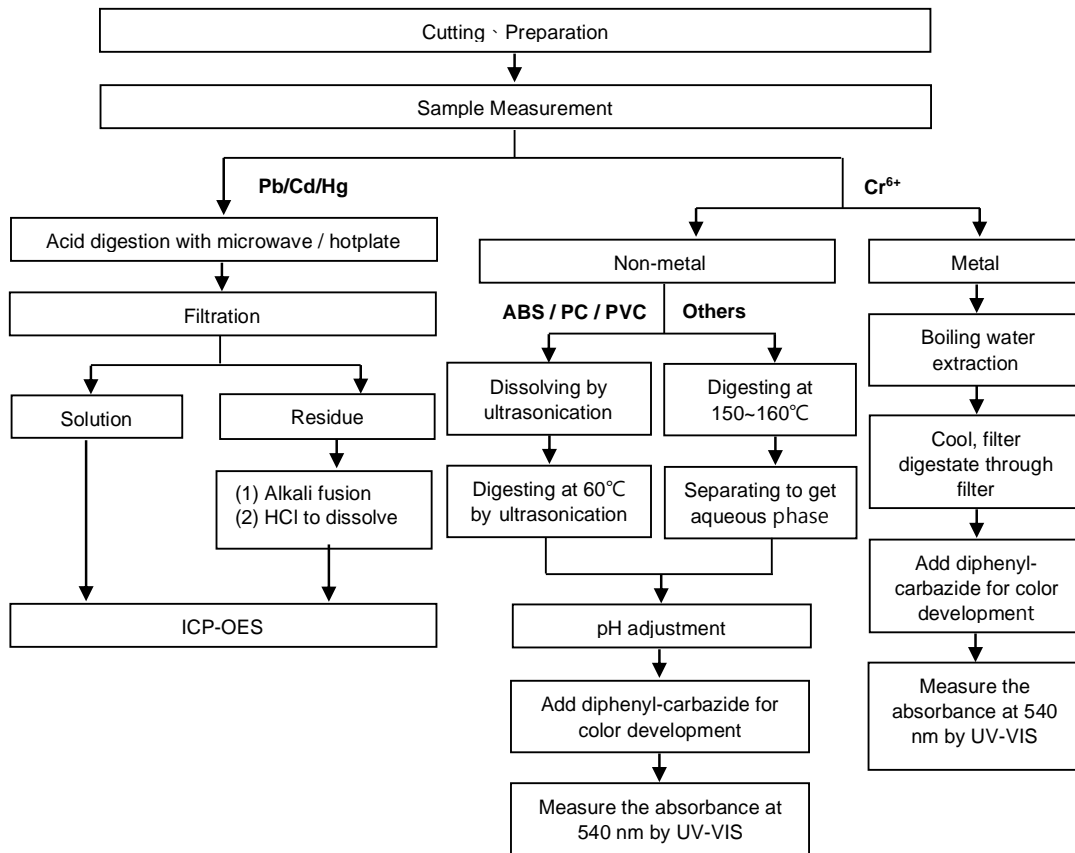 Cutting、Preparation
Sample Measurement
Pb/Cd/Hg
Acid digestion with microwave / hotplate
Filtration
Solution
Residue
(1) Alkali fusion
(2) HCl to dissolve
ICP-OES
Cr6+
Non-metal
ABS / PC / PVC
Others
Dissolving by
ultrasonication
Digesting at 60℃
by ultrasonication
Digesting at
150~160℃
Separating to get
aqueous phase
pH adjustment
Add diphenyl-carbazide for
color development
Measure the absorbance at
540 nm by UV-VIS
Metal
Boiling water
extraction
Cool, filter
digestate through
filter
Add diphenyl-
carbazide for color
development
Measure the
absorbance at 540
nm by UV-VIS